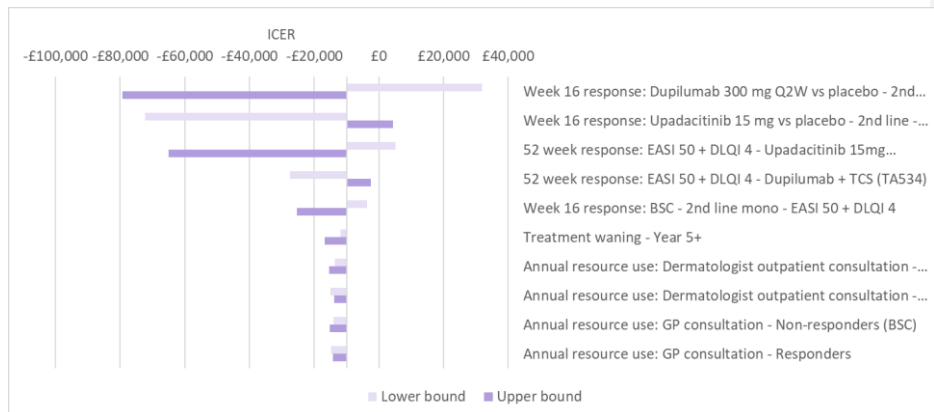 ICER
-£100,000 -£80,000 -£60,000 -£40,000 -£20,000 £0 £20,000 £40,000
Week 16 response: Dupilumab 300 mg Q2W vs placebo - 2nd...
Week 16 response: Upadacitinib 15 mg vs placebo - 2nd line -...
52 week response: EASI 50 + DLQI 4 - Upadacitinib 15mg...
52 week response: EASI 50 + DLQI 4 - Dupilumab + TCS (TA534)
Week 16 response: BSC - 2nd line mono - EASI 50 + DLQI 4
Treatment waning - Year 5+
Annual resource use: Dermatologist outpatient consultation -...
Annual resource use: Dermatologist outpatient consultation -...
Annual resource use: GP consultation - Non-responders (BSC)
Annual resource use: GP consultation - Responders
Lower bound Upper bound